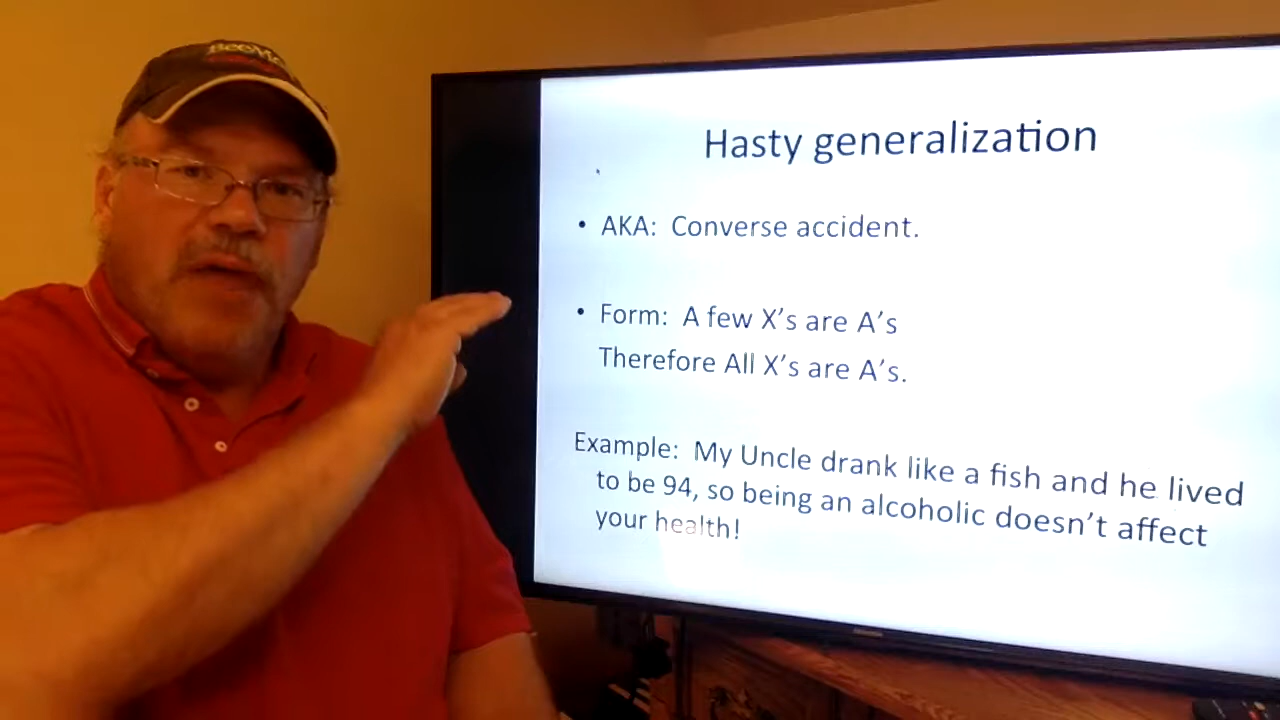 Hasty generalization
• AKA: Converse accident.
• Form: A few X's are A's
Therefore All X's are A's.
Example: My Uncle drank like a fish and he lived
to be 94, so being an alcoholic doesn't affect
your health!